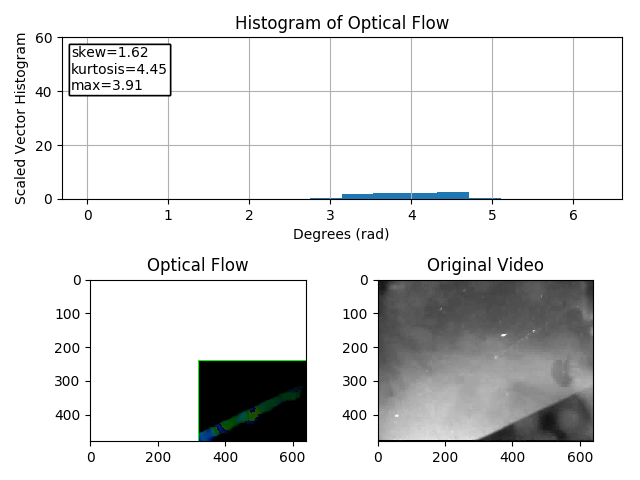 Histogram of Optical Flow
Scaled Vector Histogram
60
40
20
0
skew=1.62
kurtosis=4.45
max=3.91
0 1 2 3 4 5 6
Degrees (rad)
Optical Flow
0
100
200
300
400
0 200 400 600
Original Video
0
100
200
300
400
0 200 400 600